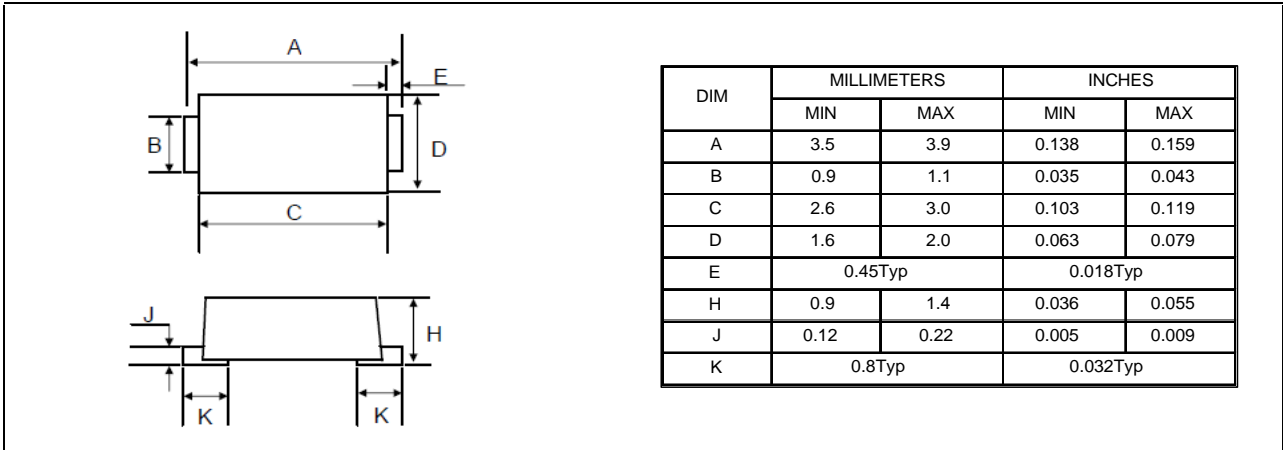 A
E
B
D
C
J
H
K
K
DIM MILLIMETERS INCHES
MIN MAX MIN MAX
A 3.5 3.9 0.138 0.159
B 0.9 1.1 0.035 0.043
C 2.6 3.0 0.103 0.119
D 1.6 2.0 0.063 0.079
E 0.45Typ 0.018Typ
H 0.9 1.4 0.036 0.055
J 0.12 0.22 0.005 0.009
K 0.8Typ 0.032Typ